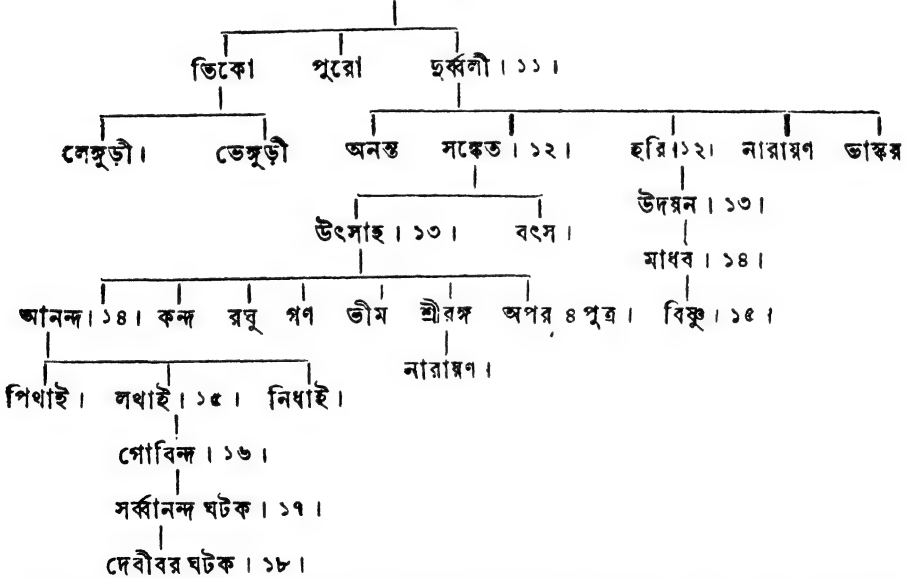 ভিকো পুরো দুর্ব্বলী । ১১ ।
লেঙ্গুড়ী । ভেঙ্গুড়ী অনন্ত সঙ্কেত । ১২ । হরি । ১২ । নারায়ণ ভাস্কর
উদয়ন । ১৩ ।
উৎসাহ । ১৩ । বৎস ।
মাধব । ১৪ ।
আনন্দ । ১৪ । কন্দ রঘু গণ ভীম শ্রীরঙ্গ অপর ৪ পুত্র । বিষ্ণু । ১৫ ।
নারায়ণ ।
পিথাই । লথাই । ১৫ । নিধাই ।
গোবিন্দ । ১৬ ।
সর্ব্বানন্দ ঘটক । ১৭ ।
দেবীবর ঘটক । ১৮ ।